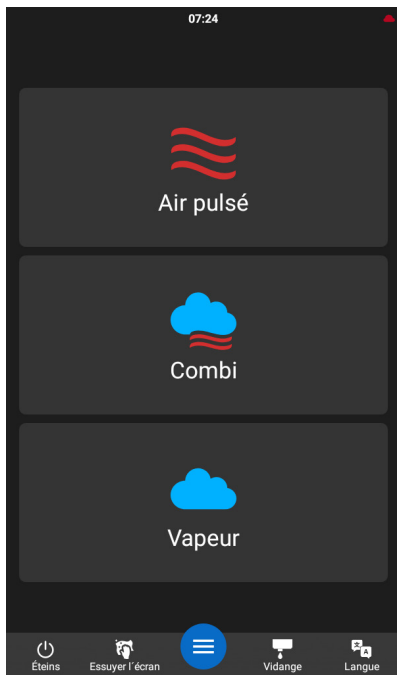 07:24
Air pulsé
Combi
Vapeur
Éteins
Essuyer l´écran
Vidange
Langue